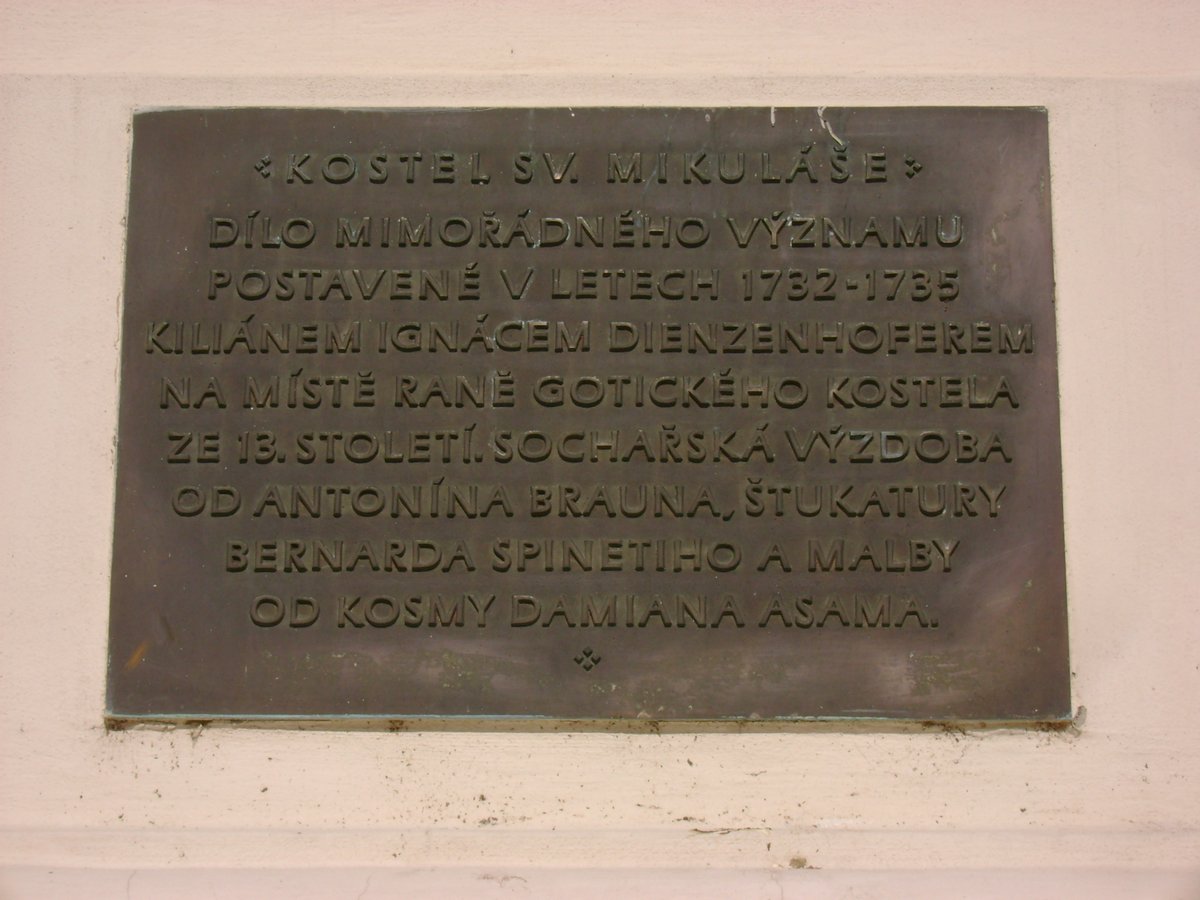 KOSTEL SV. MIKULÁŠE
DÍLO MIMOŘÁDNÉHO VÝZNAMU
POSTAVENÉ V LETECH 1732-1735
KILIÁNEM IGNÁCEM DIENZENHOFEREM
NA MÍSTĚ RANĚ GOTICKÉHO KOSTELA
ZE 13. STOLETÍ. SOCHAŘSKÁ VÝZDOBA
OD ANTONÍNA BRAUNA, ŠTUKATURY
BERNARDA SPINETIHO A MALBY
OD KOSMY DAMIANA ASAMA.